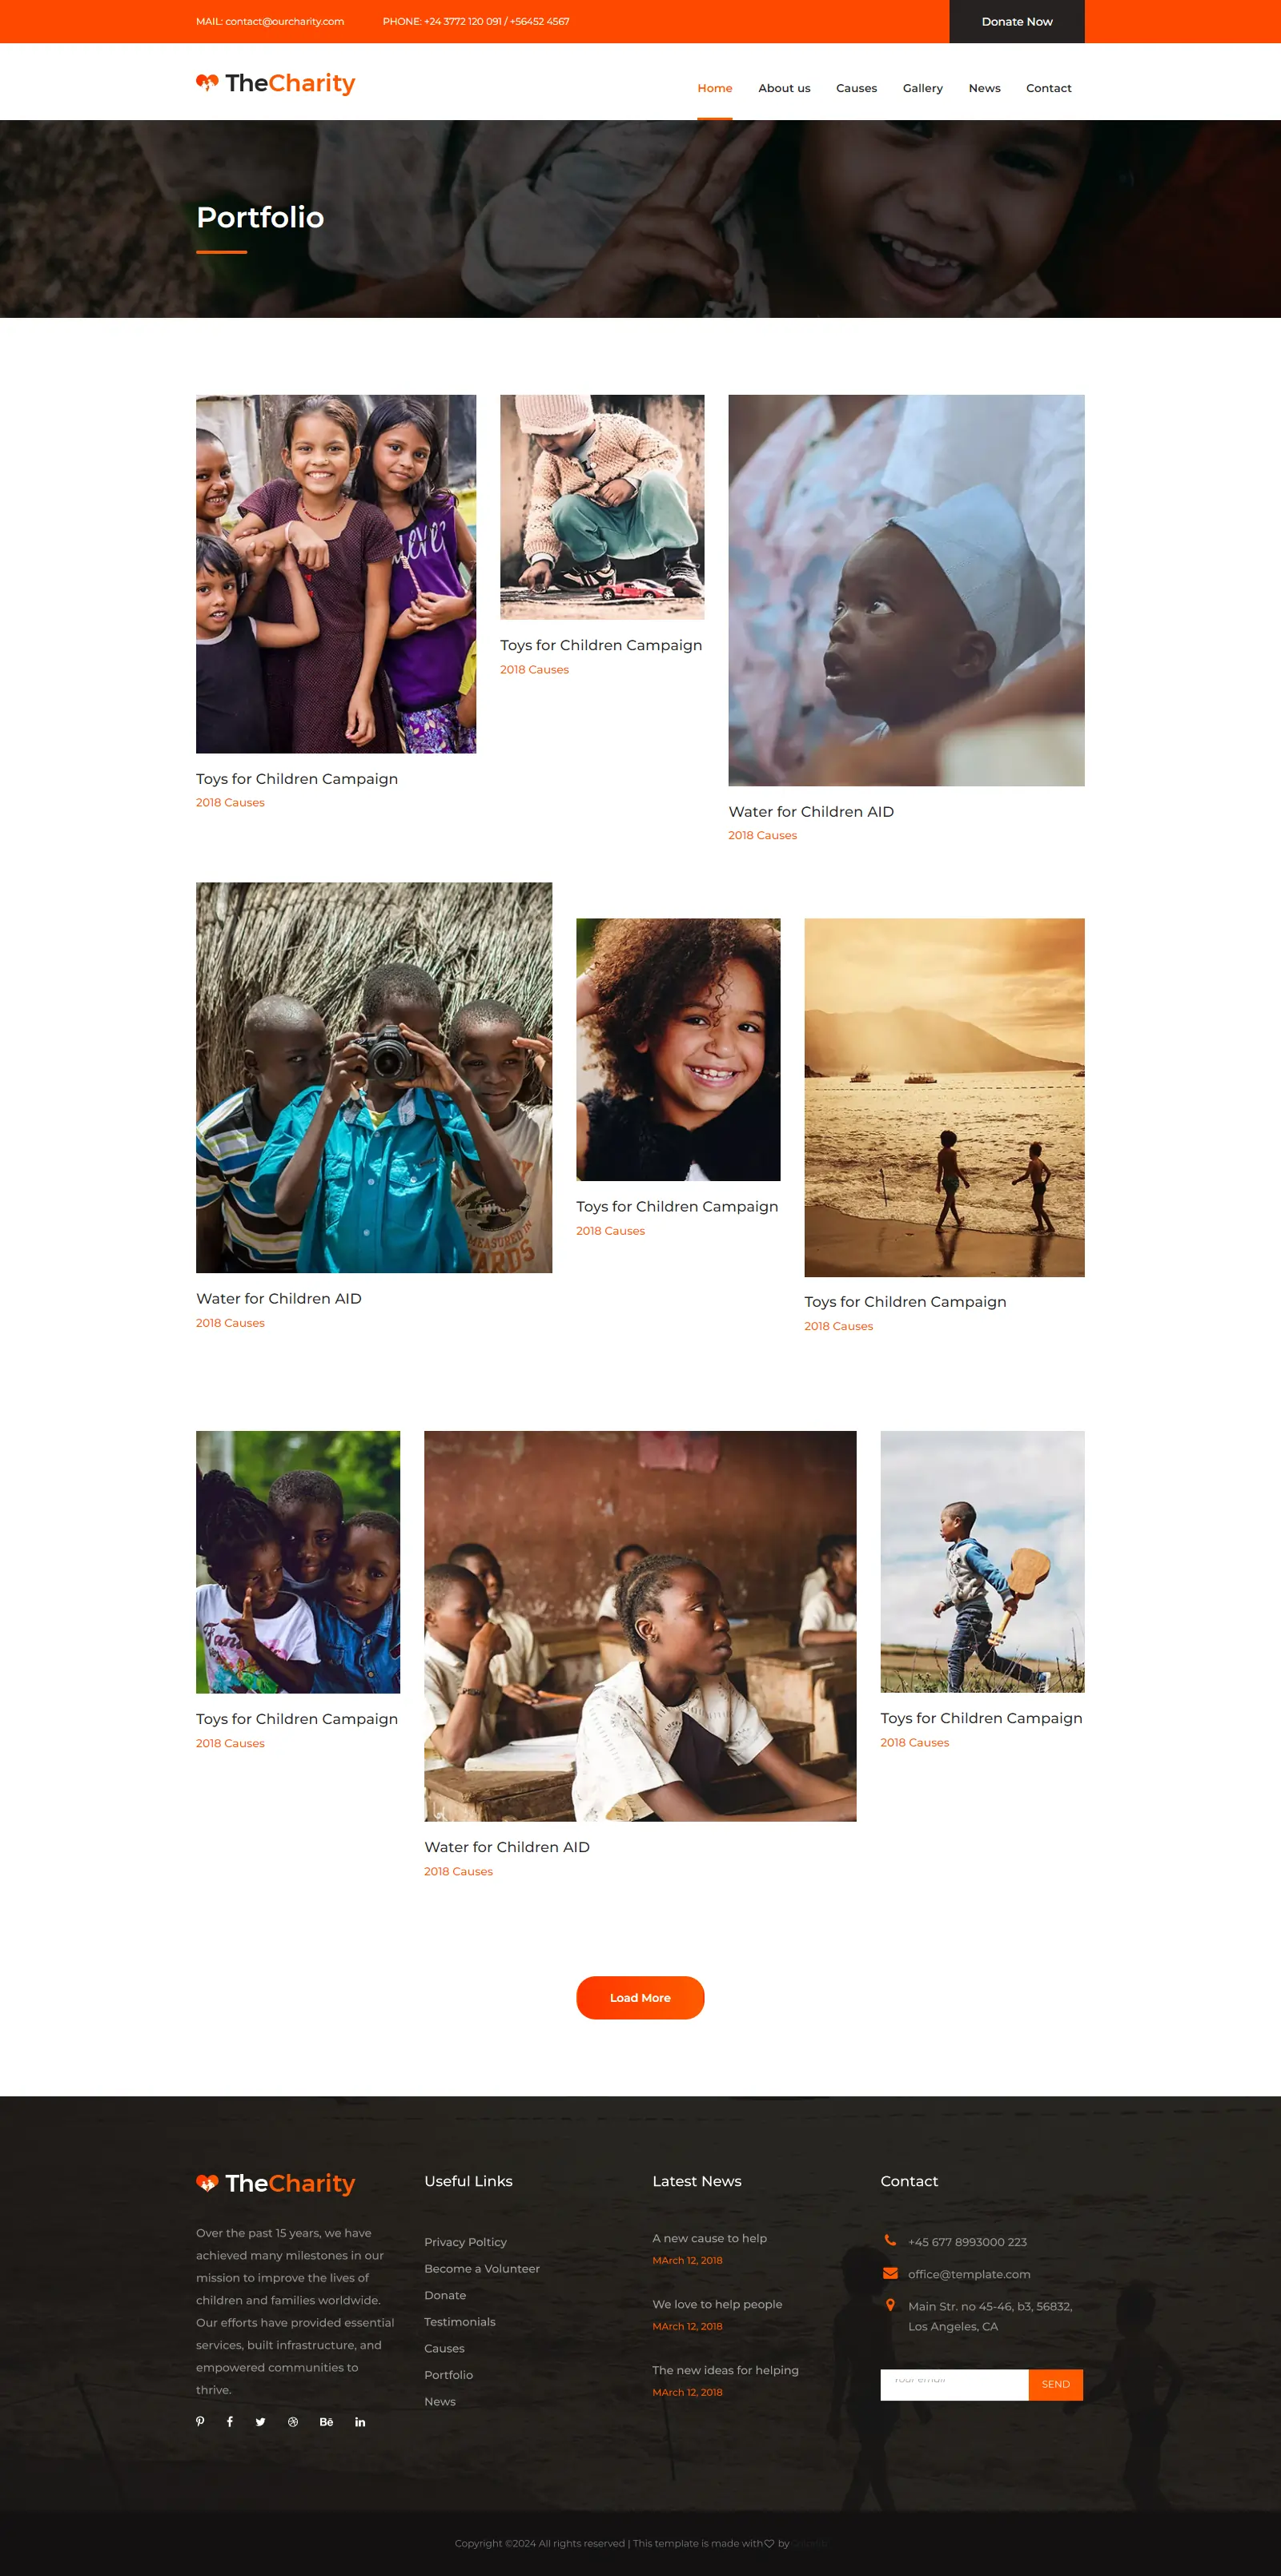 MAIL: contact@ourcharity.com
PHONE: +24 3772 120 091 / +56452 4567
Donate Now
TheCharity
Home
About us
Causes
Gallery
News
Contact
Portfolio
Toys for Children Campaign
2018 Causes
Toys for Children Campaign
2018 Causes
Water for Children AID
2018 Causes
MEASURED IN
Water for Children AID
2018 Causes
Toys for Children Campaign
2018 Causes
Toys for Children Campaign
2018 Causes
Toys for Children Campaign
2018 Causes
Water for Children AID
2018 Causes
Toys for Children Campaign
2018 Causes
Load More
TheCharity
Over the past 15 years, we have
achieved many milestones in our
mission to improve the lives of
children and families worldwide.
Our efforts have provided essential
services, built infrastructure, and
empowered communities to
thrive.
Useful Links
Privacy Polticy
Become a Volunteer
Donate
Testimonials
Causes
Portfolio
News
Latest News
A new cause to help
MArch 12, 2018
We love to help people
MArch 12, 2018
The new ideas for helping
MArch 12, 2018
Contact
+45 677 8993000 223
office@template.com
Main Str. no 45-46, b3, 56832,
Los Angeles, CA
Your email
SEND
Copyright ©2024 All rights reserved | This template is made with♡ by